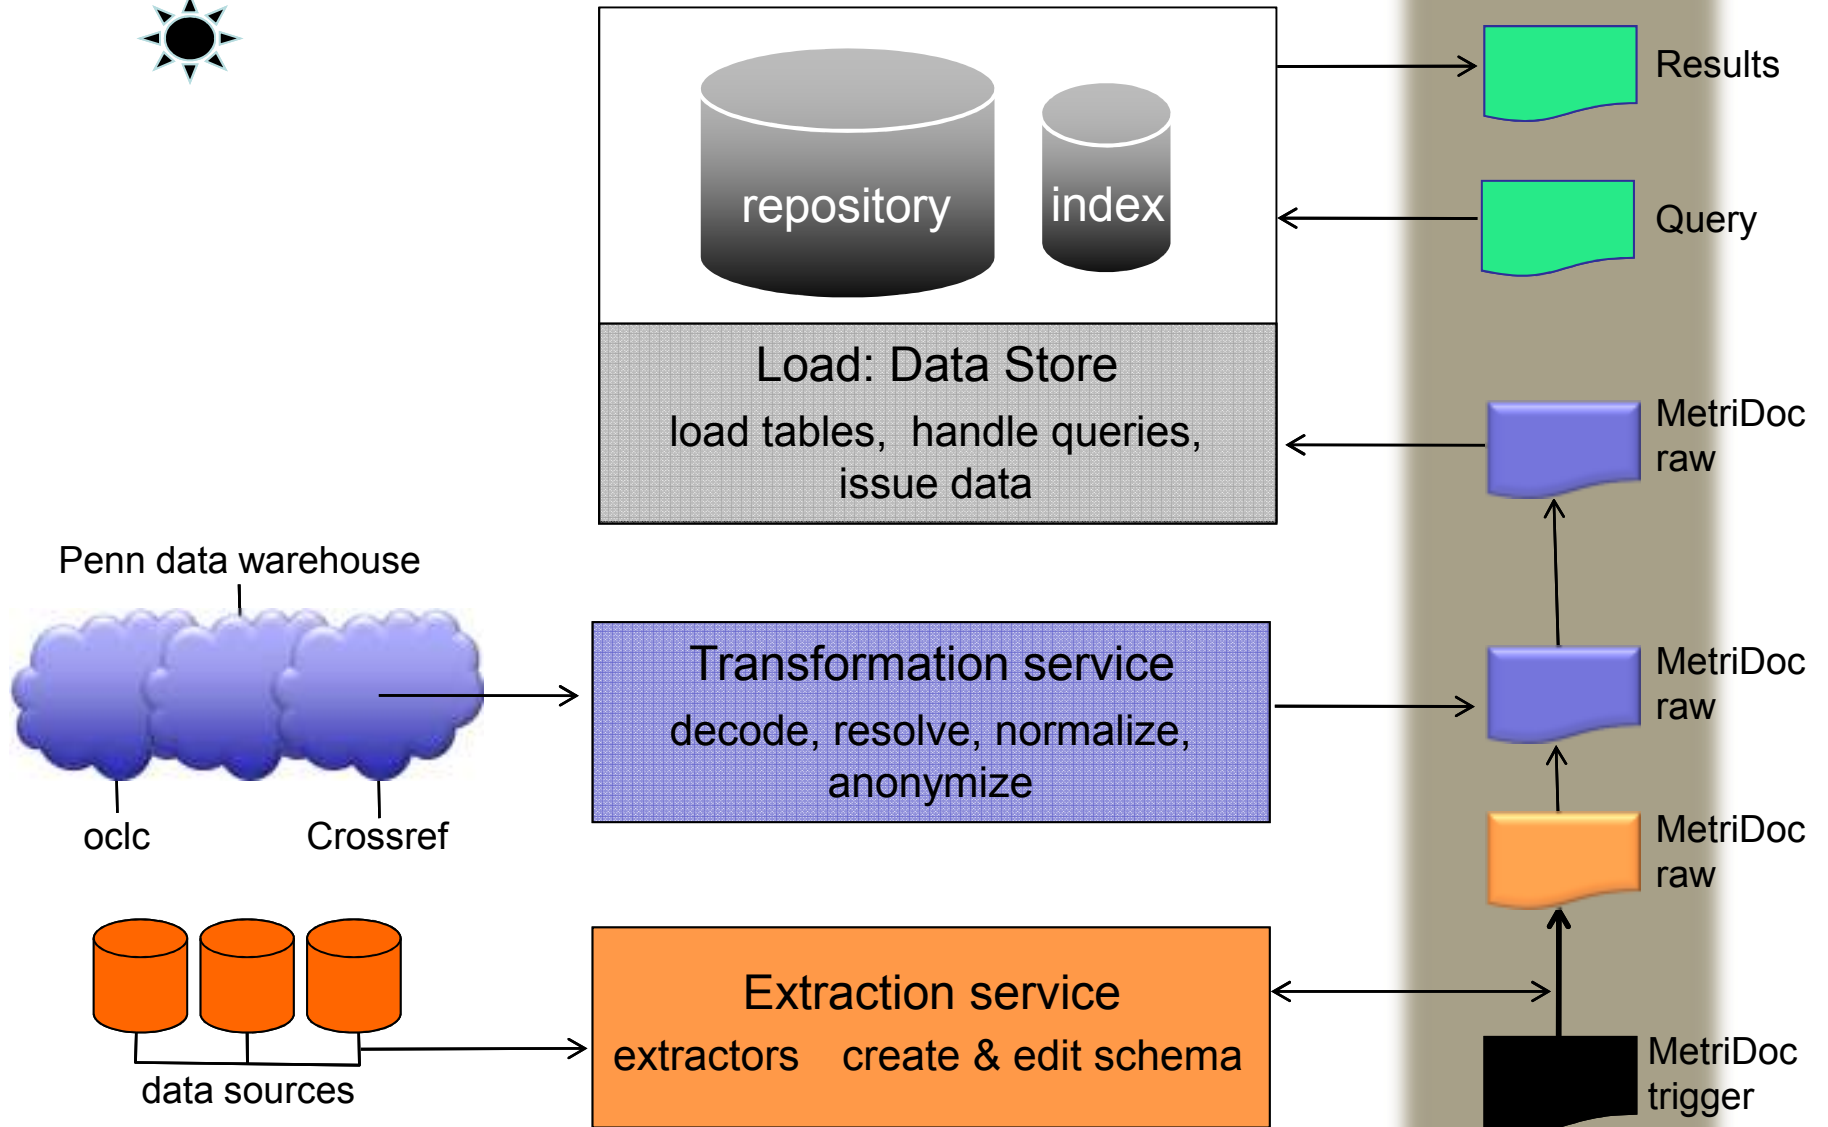 Results
repository
index
Query
Load: Data Store
load tables, handle queries,
issue data
MetriDoc
raw
Penn data warehouse
Transformation service
decode, resolve, normalize,
anonymize
MetriDoc
raw
oclc
Crossref
MetriDoc
raw
Extraction service
extractors create & edit schema
data sources
MetriDoc
trigger